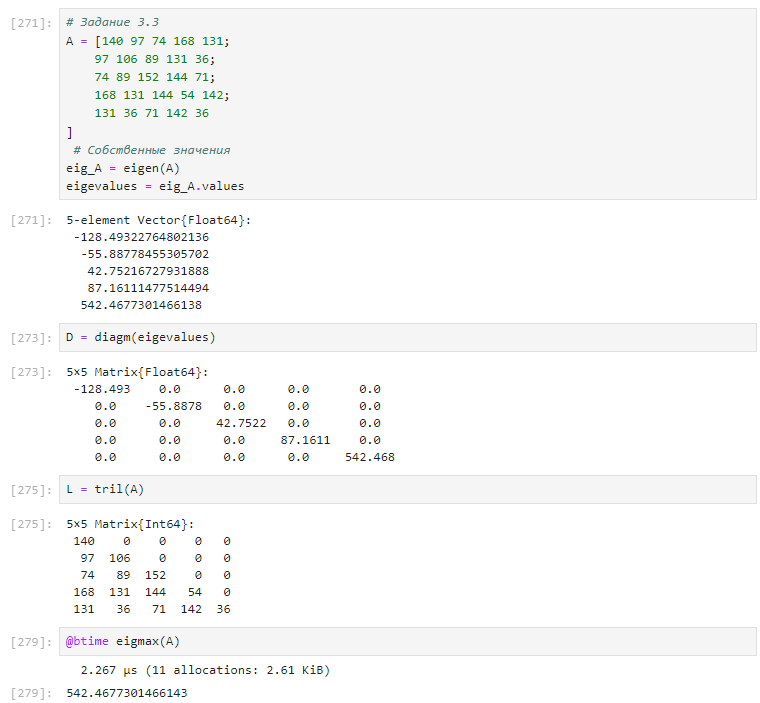 [271]: # Задание 3.3
A = [140 97 74 168 131;
97 106 89 131 36;
74 89 152 144 71;
168 131 144 54 142;
131 36 71 142 36
]
# Собственные значения
eig_A = eigen(A)
eigevalues = eig_A.values
[271]: 5-element Vector{Float64}:
-128.49322764802136
-55.88778455305702
42.75216727931888
87.16111477514494
542.4677301466138
[273]: D = diagm(eigevalues)
[273]: 5×5 Matrix{Float64}:
-128.493 0.0 0.0 0.0 0.0
0.0 -55.8878 0.0 0.0 0.0
0.0 0.0 42.7522 0.0 0.0
0.0 0.0 0.0 87.1611 0.0
0.0 0.0 0.0 0.0 542.468
[275]: L = tril(A)
[275]: 5×5 Matrix{Int64}:
140 0 0 0 0
97 106 0 0 0
74 89 152 0 0
168 131 144 54 0
131 36 71 142 36
[279]: @btime eigmax(A)
2.267 μs (11 allocations: 2.61 KiB)
[279]: 542.4677301466143